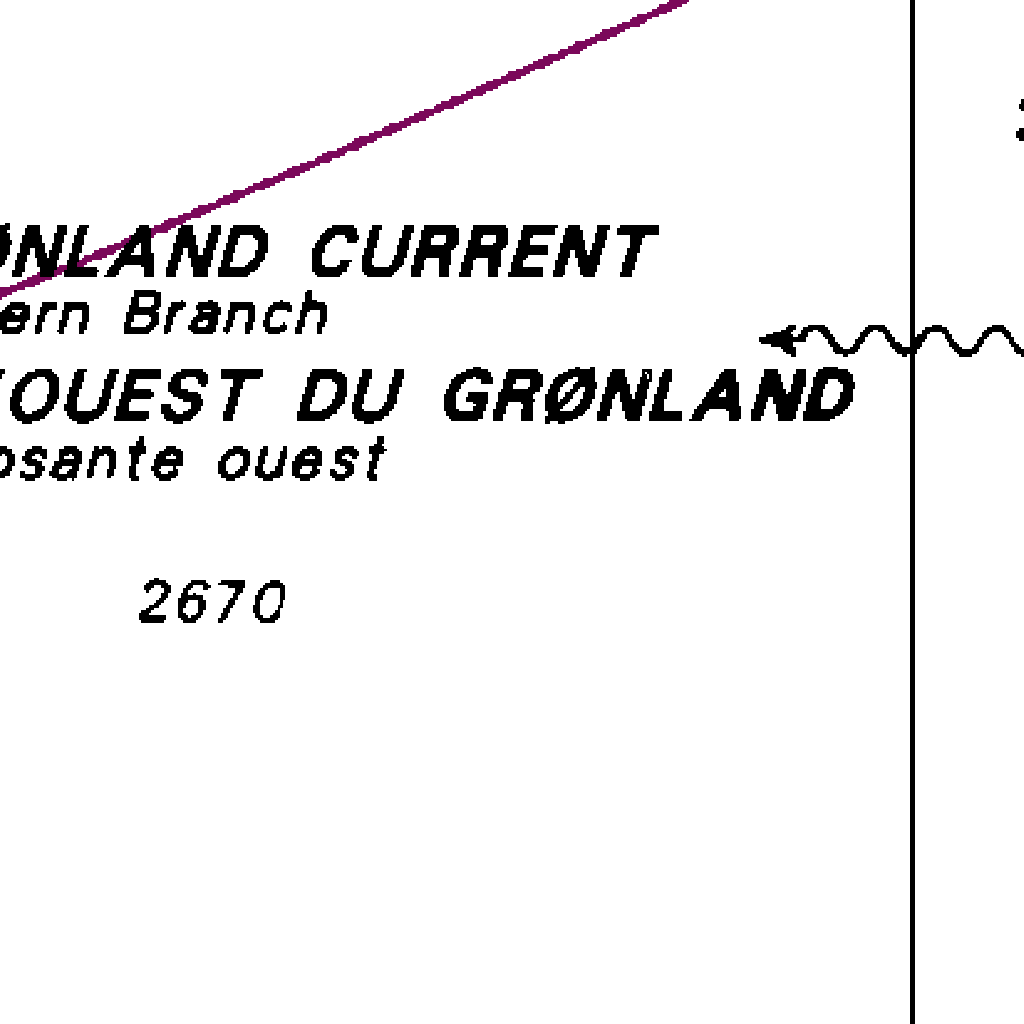 ØNLAND CURRENT
ern Branch
OUEST DU GRØNLAND
osante ouest
2670